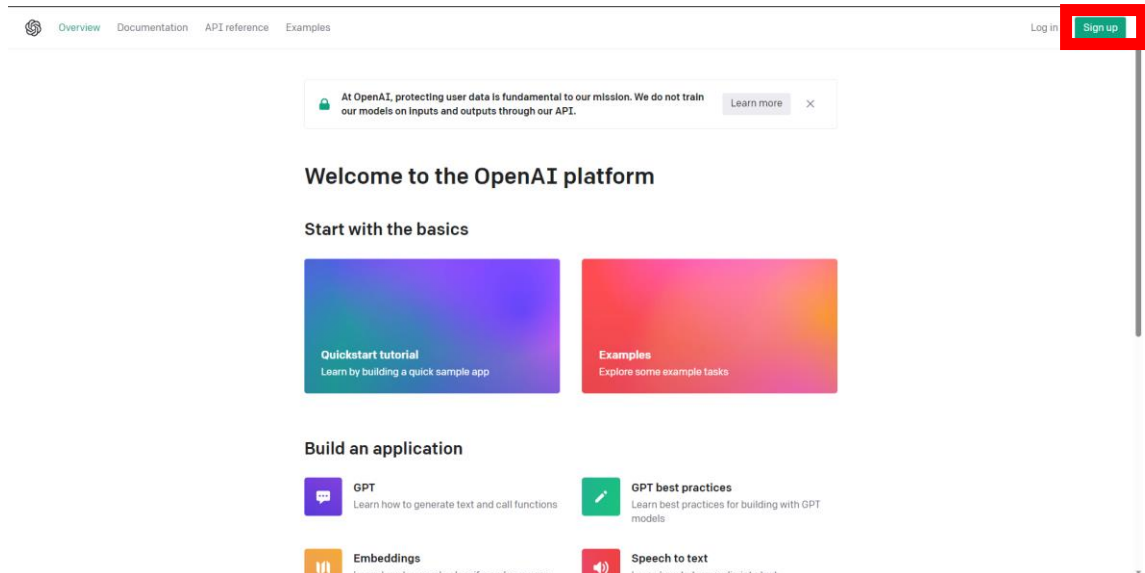 Overview Documentation API reference Examples Log in Sign up
At OpenAI, protecting user data is fundamental to our mission. We do not train
our models on inputs and outputs through our API.
Learn more
Welcome to the OpenAI platform
Start with the basics
Quickstart tutorial
Learn by building a quick sample app
Examples
Explore some example tasks
Build an application
GPT
Learn how to generate text and call functions
GPT best practices
Learn best practices for building with GPT
models
Embeddings
Speech to text